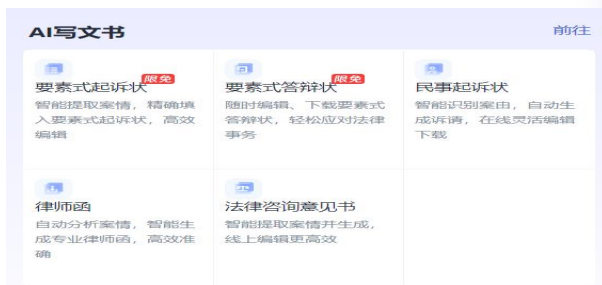 AI写文书
前往
要素式起诉状
限免
智能提取案情，精确填
入要素式起诉状，高效
编辑
要素式答辩状
限免
随时编辑、下载要素式
答辩状，轻松应对法律
事务
民事起诉状
智能识别案由，自动生
成诉请，在线灵活编辑
下载
律师函
自动分析案情，智能生
成专业律师函，高效准
确
法律咨询意见书
智能提取案情并生成，
线上编辑更高效